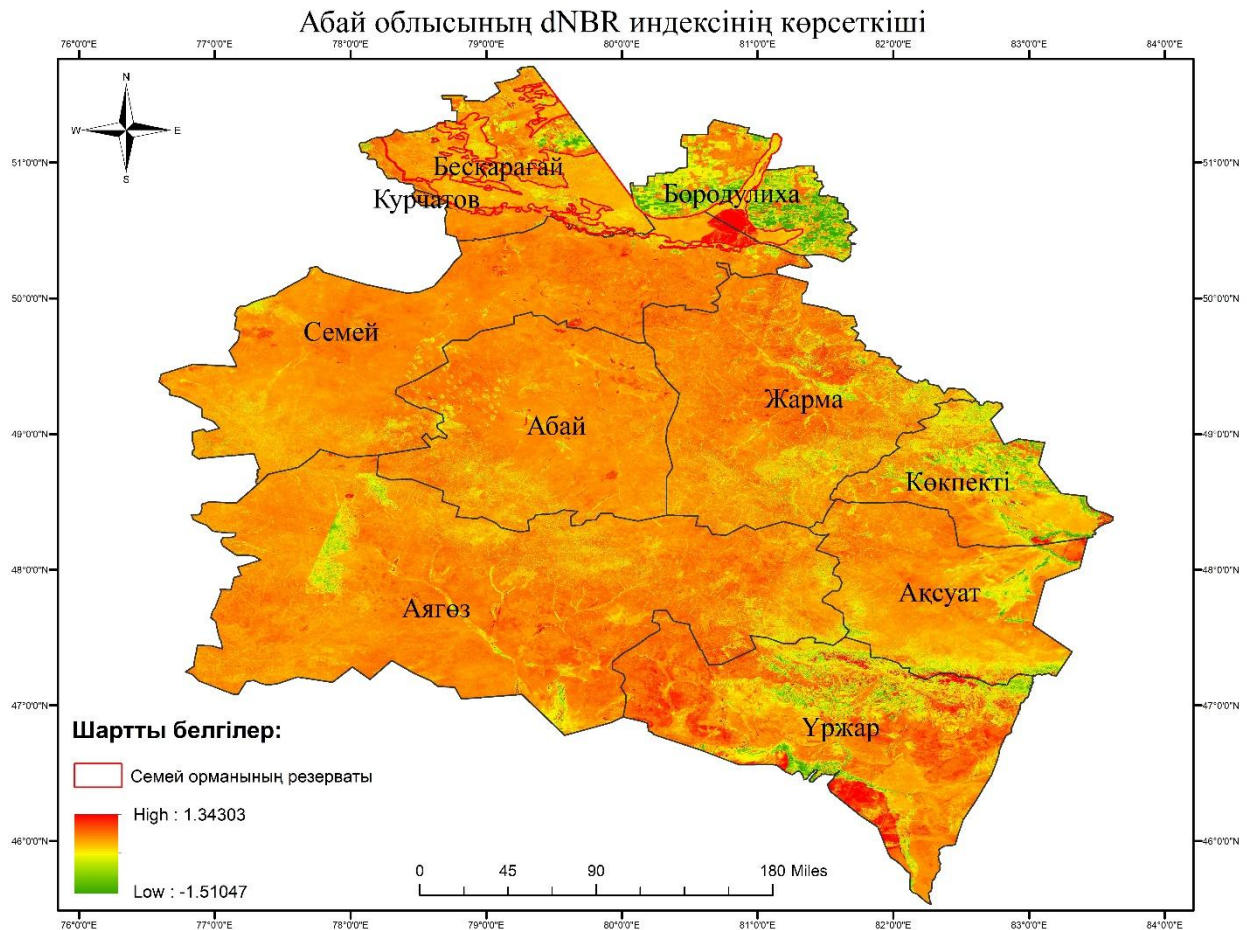 Абай облысының dNBR индексінің көрсеткіші
76°0'0"E 77°0'0"E 78°0'0"E 79°0'0"E 80°0'0"E 81°0'0"E 82°0'0"E 83°0'0"E 84°0'0"E
N
W E
S
51°0'0"N 51°0'0"N
Бесқарағай
Бородулиха
Курчатов
50°0'0"N 50°0'0"N
Семей
Жарма
Абай
49°0'0"N 49°0'0"N
Көкпекті
48°0'0"N 48°0'0"N
Ақсуат
Аягөз
47°0'0"N 47°0'0"N
Үржар
Шартты белгілер:
Семей орманының резерваты
High : 1.34303
46°0'0"N 46°0'0"N
0 45 90 180 Miles
Low : -1.51047
76°0'0"E 77°0'0"E 78°0'0"E 79°0'0"E 80°0'0"E 81°0'0"E 82°0'0"E 83°0'0"E 84°0'0"E